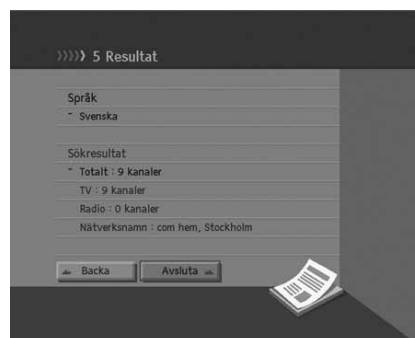 》》 5 Resultat
Språk
- Svenska
Sökresultat
- Totalt : 9 kanaler
TV : 9 kanaler
Radio : 0 kanaler
Nätverksnamn : com hem, Stockholm
Backa
Avsluta